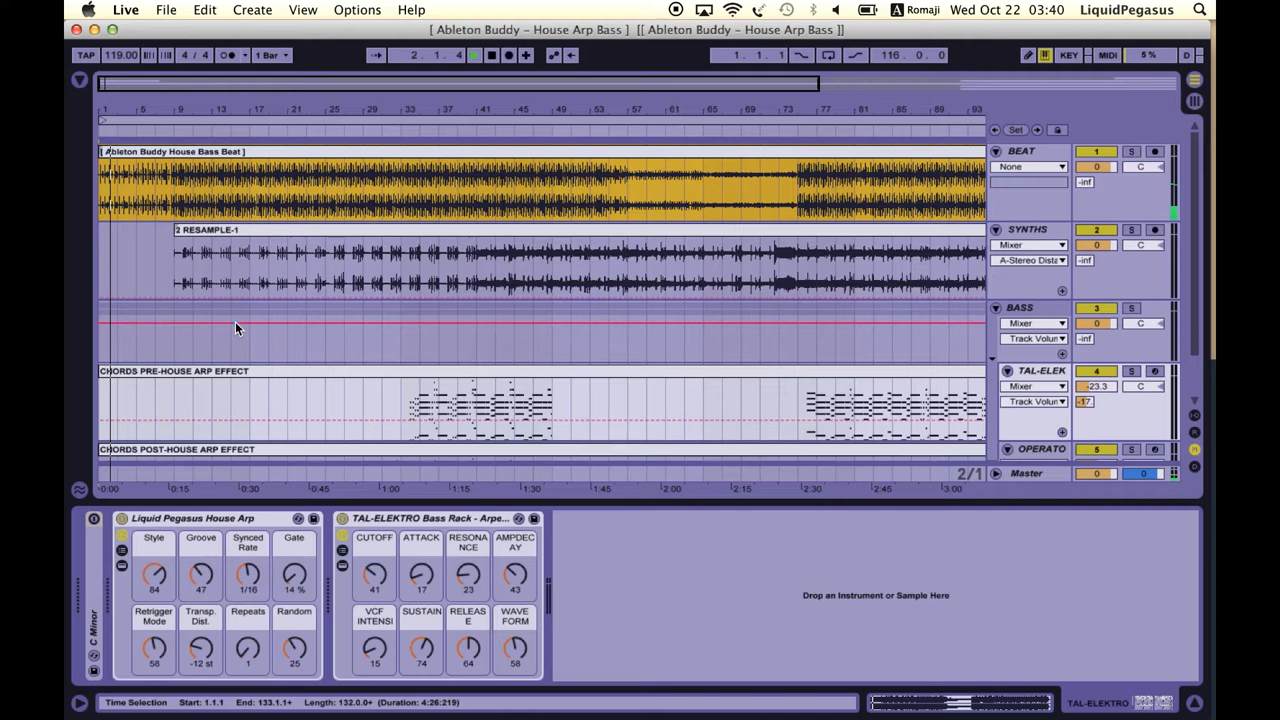 Live File Edit Create View Options Help Romaji Wed Oct 22 03:40 LiquidPegasus
[ Ableton Buddy - House Arp Bass ] [[ Ableton Buddy - House Arp Bass ]]
TAP 119.00 4 / 4 1 Bar 2. 1. 4 1. 1. 1 116. 0. 0 KEY MIDI 5 % D
1 5 9 13 17 21 25 29 33 37 41 45 49 53 57 61 65 69 73 77 81 85 89 93
Set
[ Ableton Buddy House Bass Beat ] BEAT 1 S
None 0 C
-inf
2 RESAMPLE-1 SYNTHS 2 S
Mixer 0 C
A-Stereo Dista -inf
BASS 3 S
Mixer 0 C
Track Volun -inf
CHORDS PRE-HOUSE ARP EFFECT TAL-ELEK 4 S
Mixer -23.3 C
Track Volun -17.
CHORDS POST-HOUSE ARP EFFECT OPERATO 5 S
2/1 Master 0 0
0:00 0:15 0:30 0:45 1:00 1:15 1:30 1:45 2:00 2:15 2:30 2:45 3:00
Liquid Pegasus House Arp TAL-ELEKTRO Bass Rack - Arpe...
Style Groove Synced Rate Gate CUTOFF ATTACK RESONA NCE AMPDEC AY
84 47 1/16 14 % 41 17 23 43
Drop an Instrument or Sample Here
Retrigger Mode Transp. Dist. Repeats Random VCF INTENSI SUSTAIN RELEAS E WAVE FORM
58 -12 st 1 25 15 74 64 58
C Minor
Time Selection Start: 1.1.1 End: 133.1.1+ Length: 132.0.0+ (Duration: 4:26:219) TAL-ELEKTRO